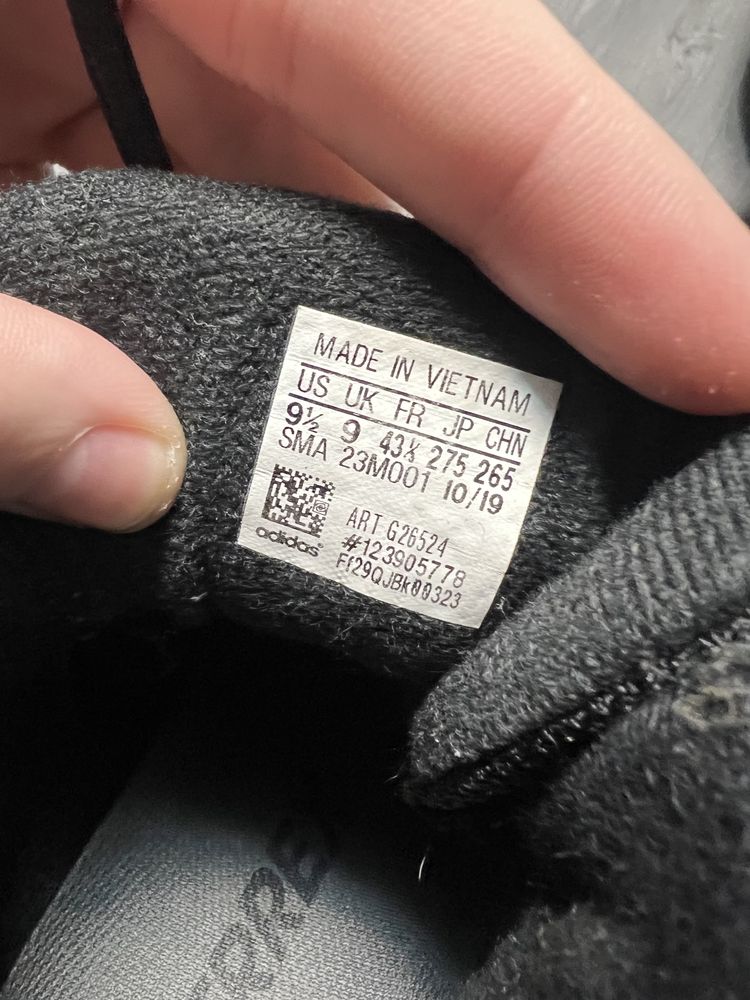 MADE IN VIETNAM
US UK FR JP CHN
9½ 9 43⅓ 275 265
SMA 23M001 10/19
ART G26524
#123905778
Ff29QJBk00323
adidas